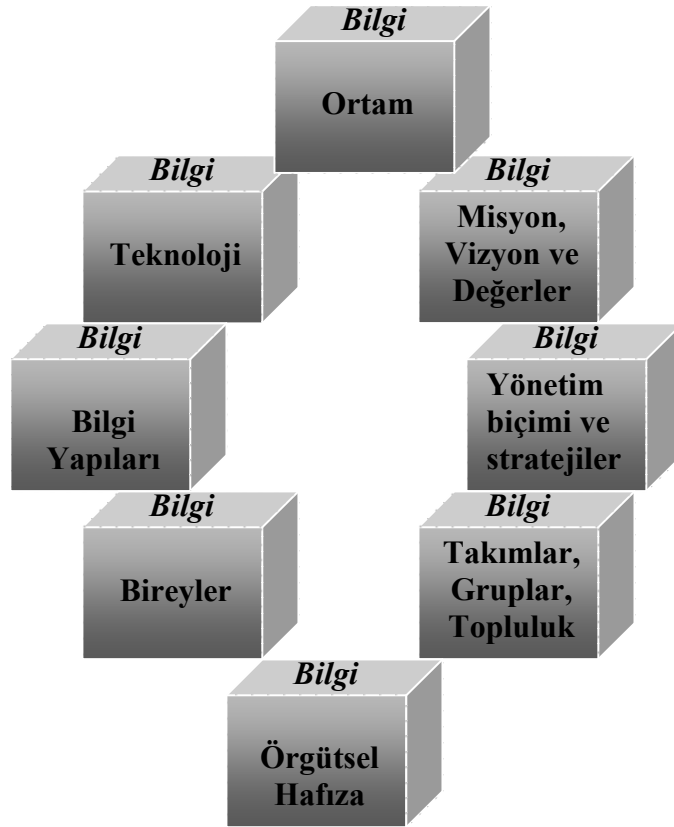 Bilgi
Ortam
Bilgi
Teknoloji
Bilgi
Misyon,
Vizyon ve
Değerler
Bilgi
Bilgi
Yapıları
Bilgi
Yönetim
biçimi ve
stratejiler
Bilgi
Bireyler
Bilgi
Takımlar,
Gruplar,
Topluluk
Bilgi
Örgütsel
Hafıza